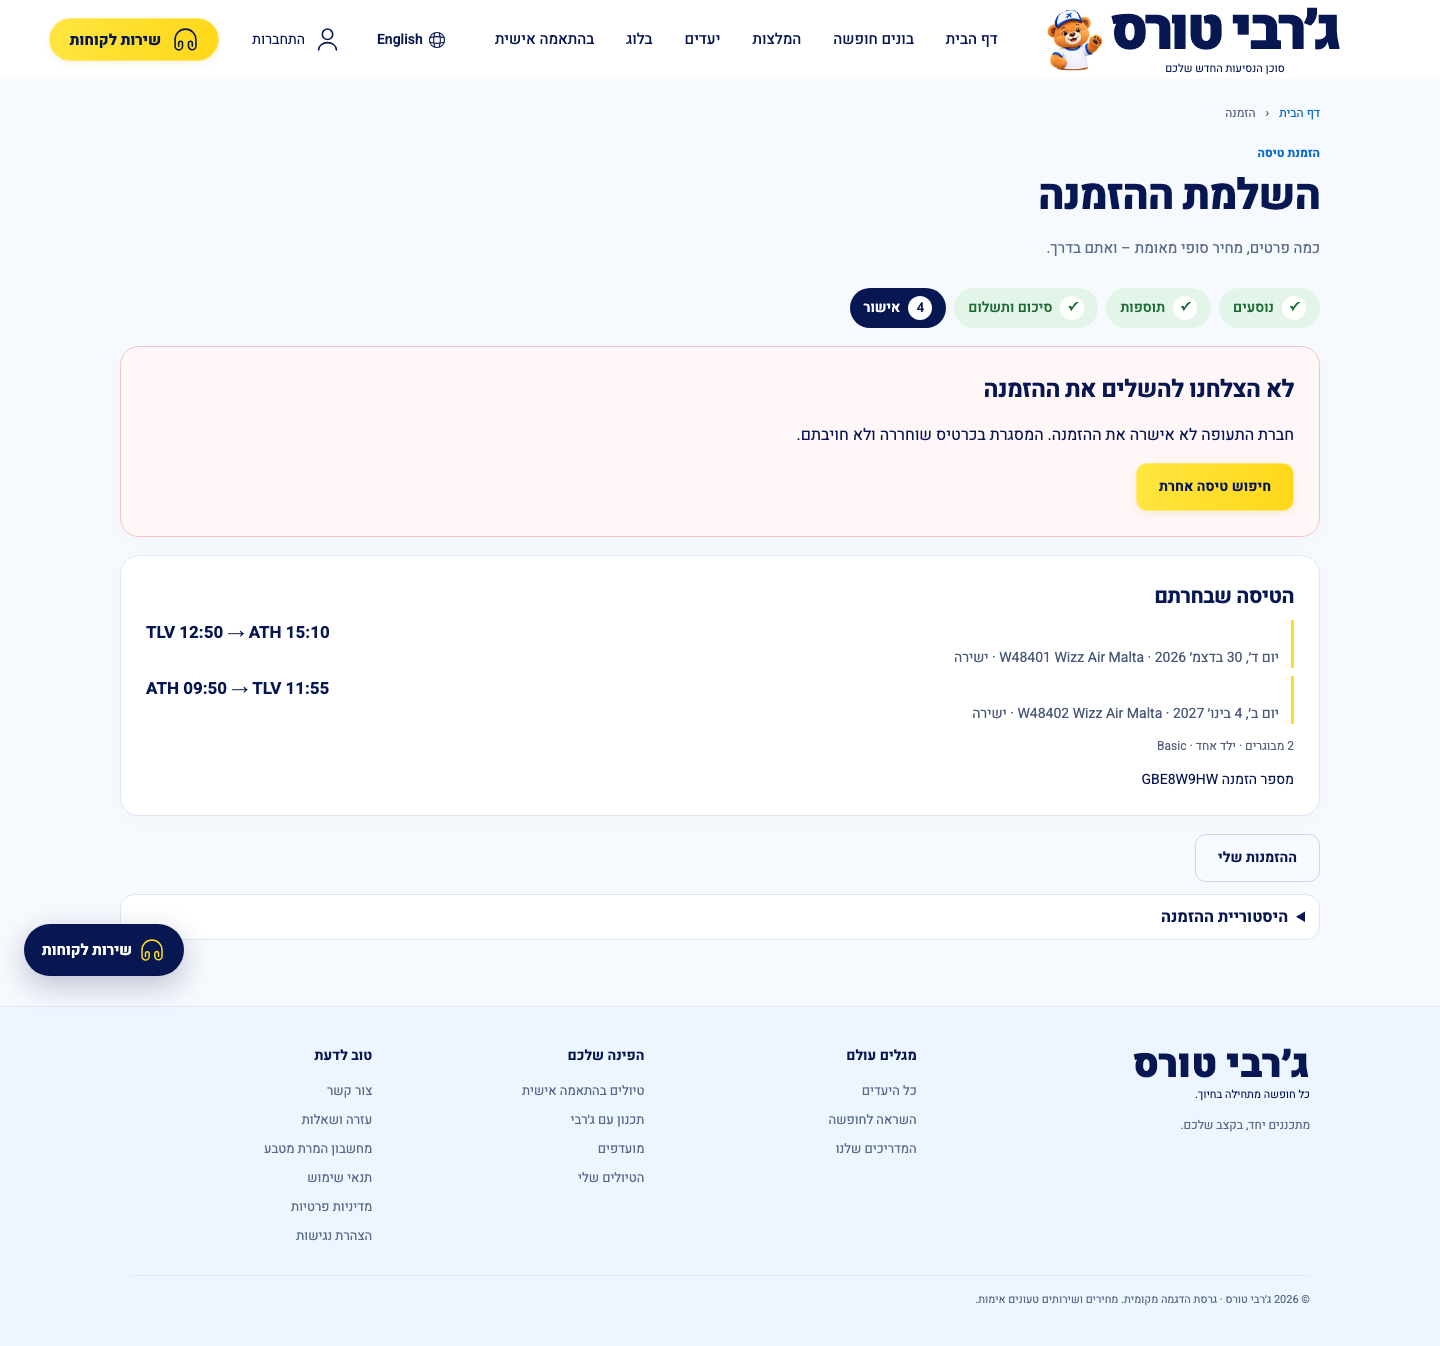 ג׳רבי טורס
סוכן הנסיעות החדש שלכם
דף הבית
בונים חופשה
המלצות
יעדים
בלוג
בהתאמה אישית
English
התחברות
שירות לקוחות
דף הבית › הזמנה
הזמנת טיסה
השלמת ההזמנה
כמה פרטים, מחיר סופי מאומת – ואתם בדרך.
✓ נוסעים
✓ תוספות
✓ סיכום ותשלום
4 אישור
לא הצלחנו להשלים את ההזמנה
חברת התעופה לא אישרה את ההזמנה. המסגרת בכרטיס שוחררה ולא חויבתם.
חיפוש טיסה אחרת
הטיסה שבחרתם
TLV 12:50 → ATH 15:10
יום ד׳, 30 בדצמ׳ 2026 · W48401 Wizz Air Malta · ישירה
ATH 09:50 → TLV 11:55
יום ב׳, 4 בינו׳ 2027 · W48402 Wizz Air Malta · ישירה
2 מבוגרים · ילד אחד · Basic
מספר הזמנה GBE8W9HW
ההזמנות שלי
היסטוריית ההזמנה
שירות לקוחות
ג׳רבי טורס
כל חופשה מתחילה בחיוך.
מתכננים יחד, בקצב שלכם.
מגלים עולם
כל היעדים
השראה לחופשה
המדריכים שלנו
הפינה שלכם
טיולים בהתאמה אישית
תכנון עם ג׳רבי
מועדפים
הטיולים שלי
טוב לדעת
צור קשר
עזרה ושאלות
מחשבון המרת מטבע
תנאי שימוש
מדיניות פרטיות
הצהרת נגישות
© 2026 ג׳רבי טורס · גרסת הדגמה מקומית. מחירים ושירותים טעונים אימות.